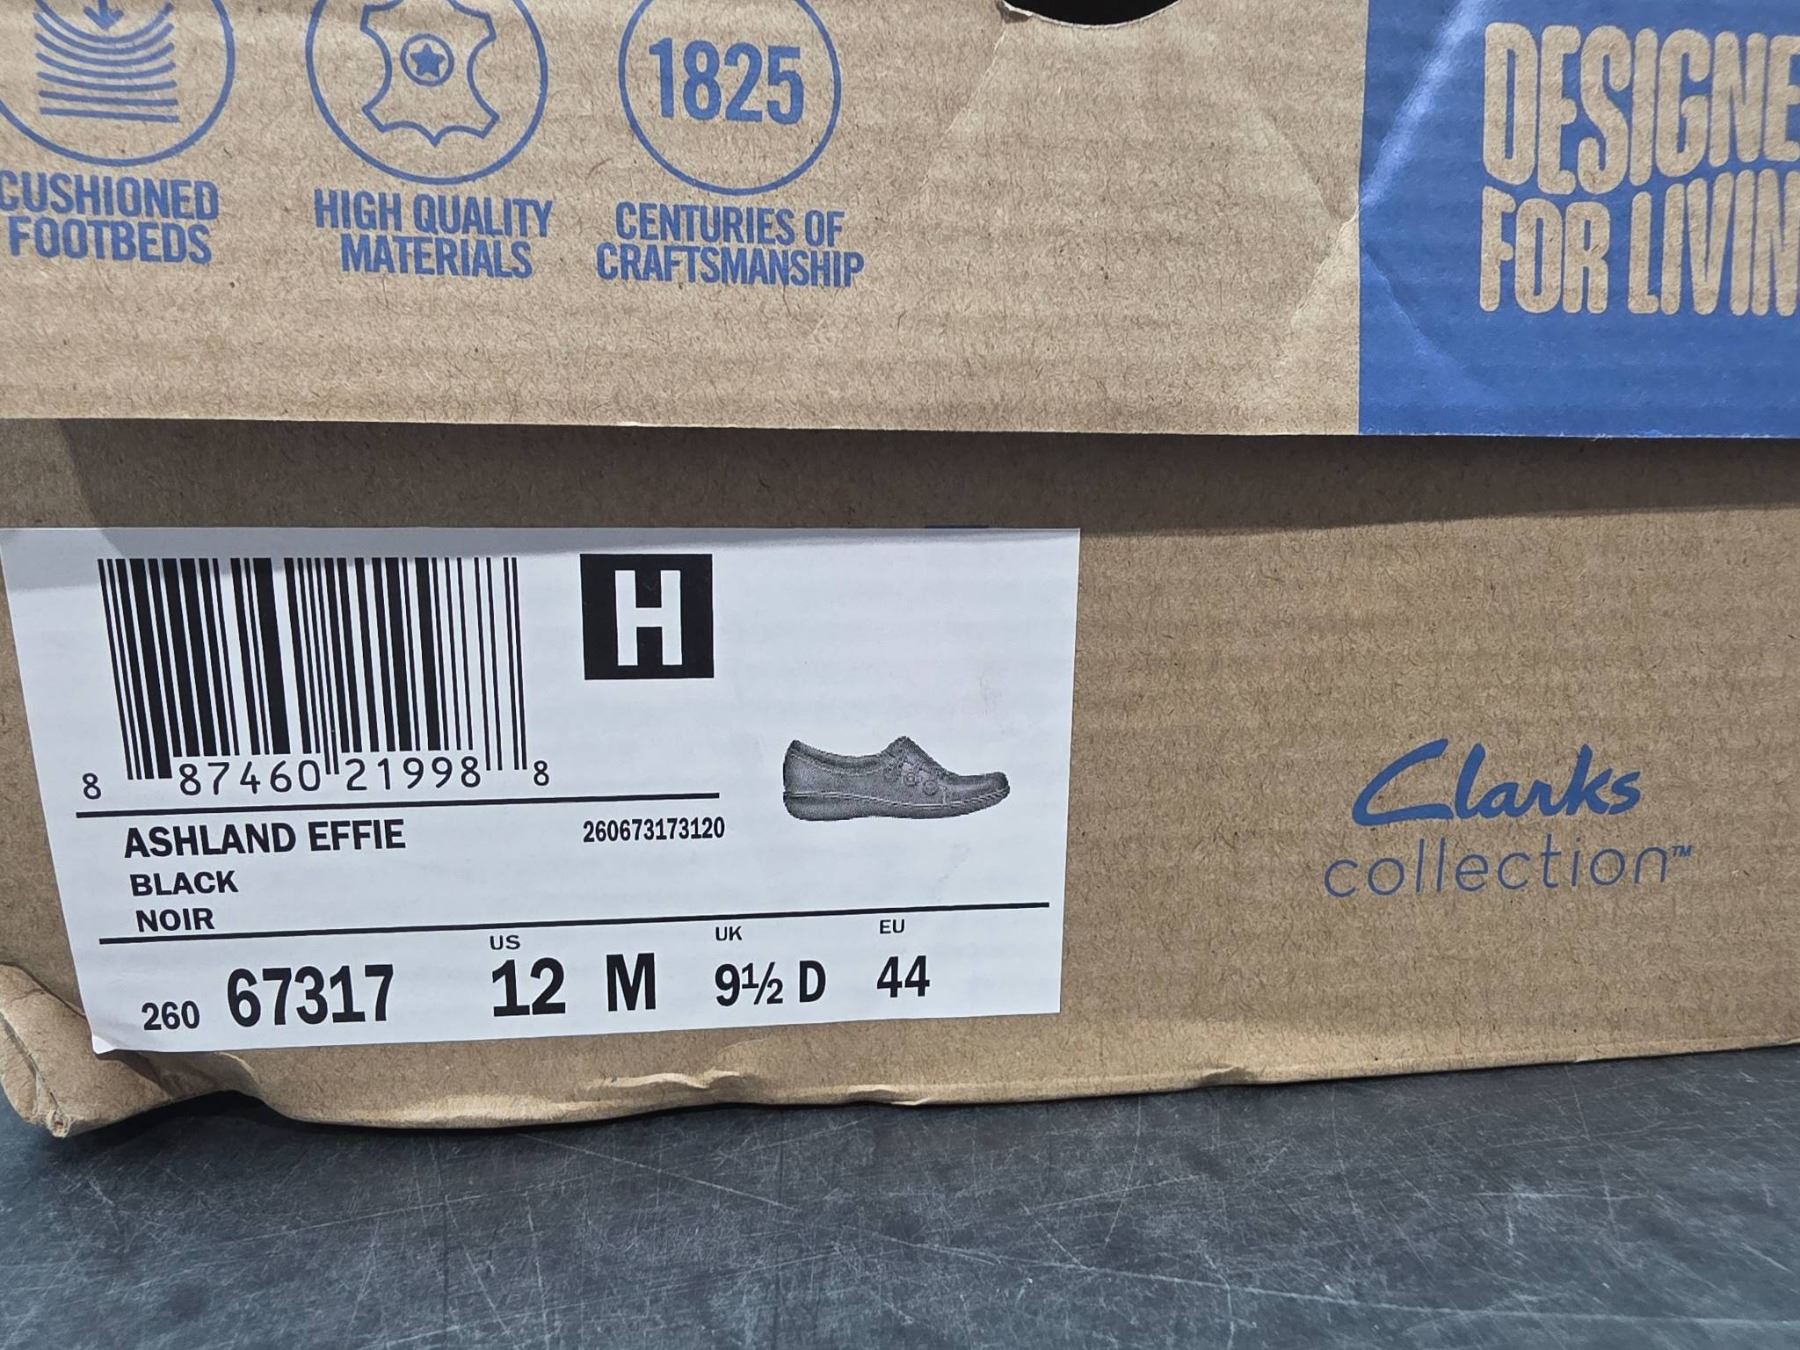 1825
CUSHIONED
FOOTBEDS
HIGH QUALITY
MATERIALS
CENTURIES OF
CRAFTSMANSHIP
DESIGNE
FOR LIVIN
H
8 87460 21998 8
ASHLAND EFFIE
260673173120
BLACK
NOIR
US UK EU
260 67317 12 M 9½ D 44
Clarks
collection™